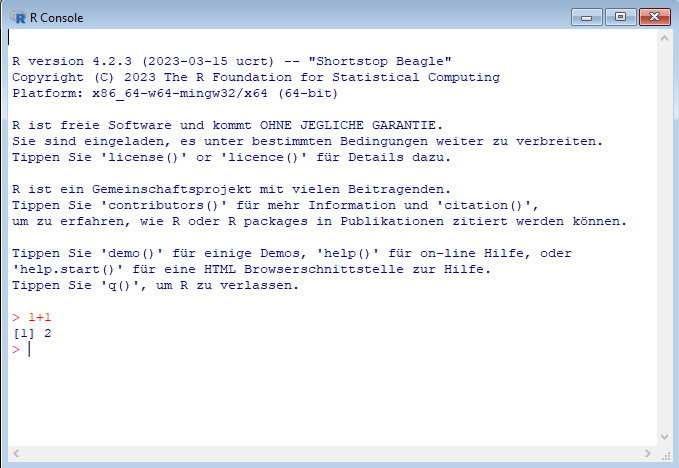 R Console
R version 4.2.3 (2023-03-15 ucrt) -- "Shortstop Beagle"
Copyright (C) 2023 The R Foundation for Statistical Computing
Platform: x86_64-w64-mingw32/x64 (64-bit)
R ist freie Software und kommt OHNE JEGLICHE GARANTIE.
Sie sind eingeladen, es unter bestimmten Bedingungen weiter zu verbreiten.
Tippen Sie 'license()' or 'licence()' für Details dazu.
R ist ein Gemeinschaftsprojekt mit vielen Beitragenden.
Tippen Sie 'contributors()' für mehr Information und 'citation()',
um zu erfahren, wie R oder R packages in Publikationen zitiert werden können.
Tippen Sie 'demo()' für einige Demos, 'help()' für on-line Hilfe, oder
'help.start()' für eine HTML Browserschnittstelle zur Hilfe.
Tippen Sie 'q()', um R zu verlassen.
> 1+1
[1] 2
>